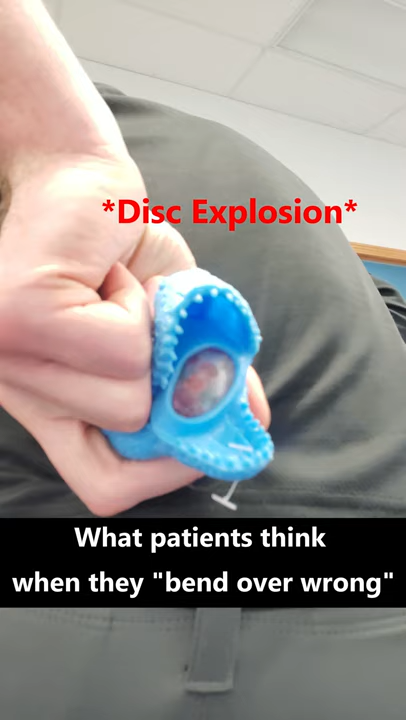 *Disc Explosion*
What patients think
when they "bend over wrong"